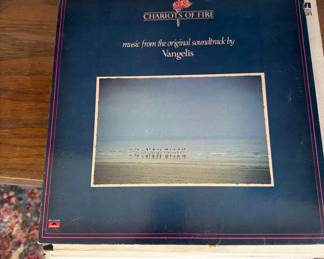 CHARIOTS OF FIRE
music from the original soundtrack by
Vangelis